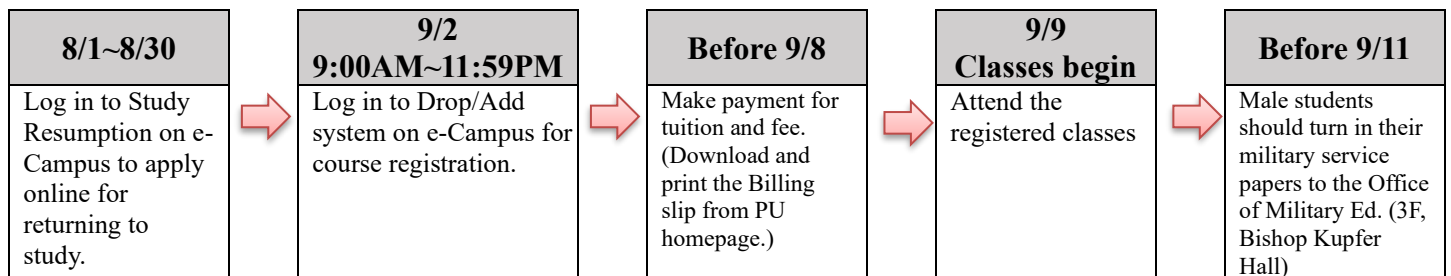 8/1~8/30
Log in to Study
Resumption on e-
Campus to apply
online for
returning to
study.
9/2
9:00AM~11:59PM
Log in to Drop/Add
system on e-Campus for
course registration.
Before 9/8
Make payment for
tuition and fee.
(Download and
print the Billing
slip from PU
homepage.)
9/9
Classes begin
Attend the
registered classes
Before 9/11
Male students
should turn in their
military service
papers to the Office
of Military Ed. (3F,
Bishop Kupfer
Hall)